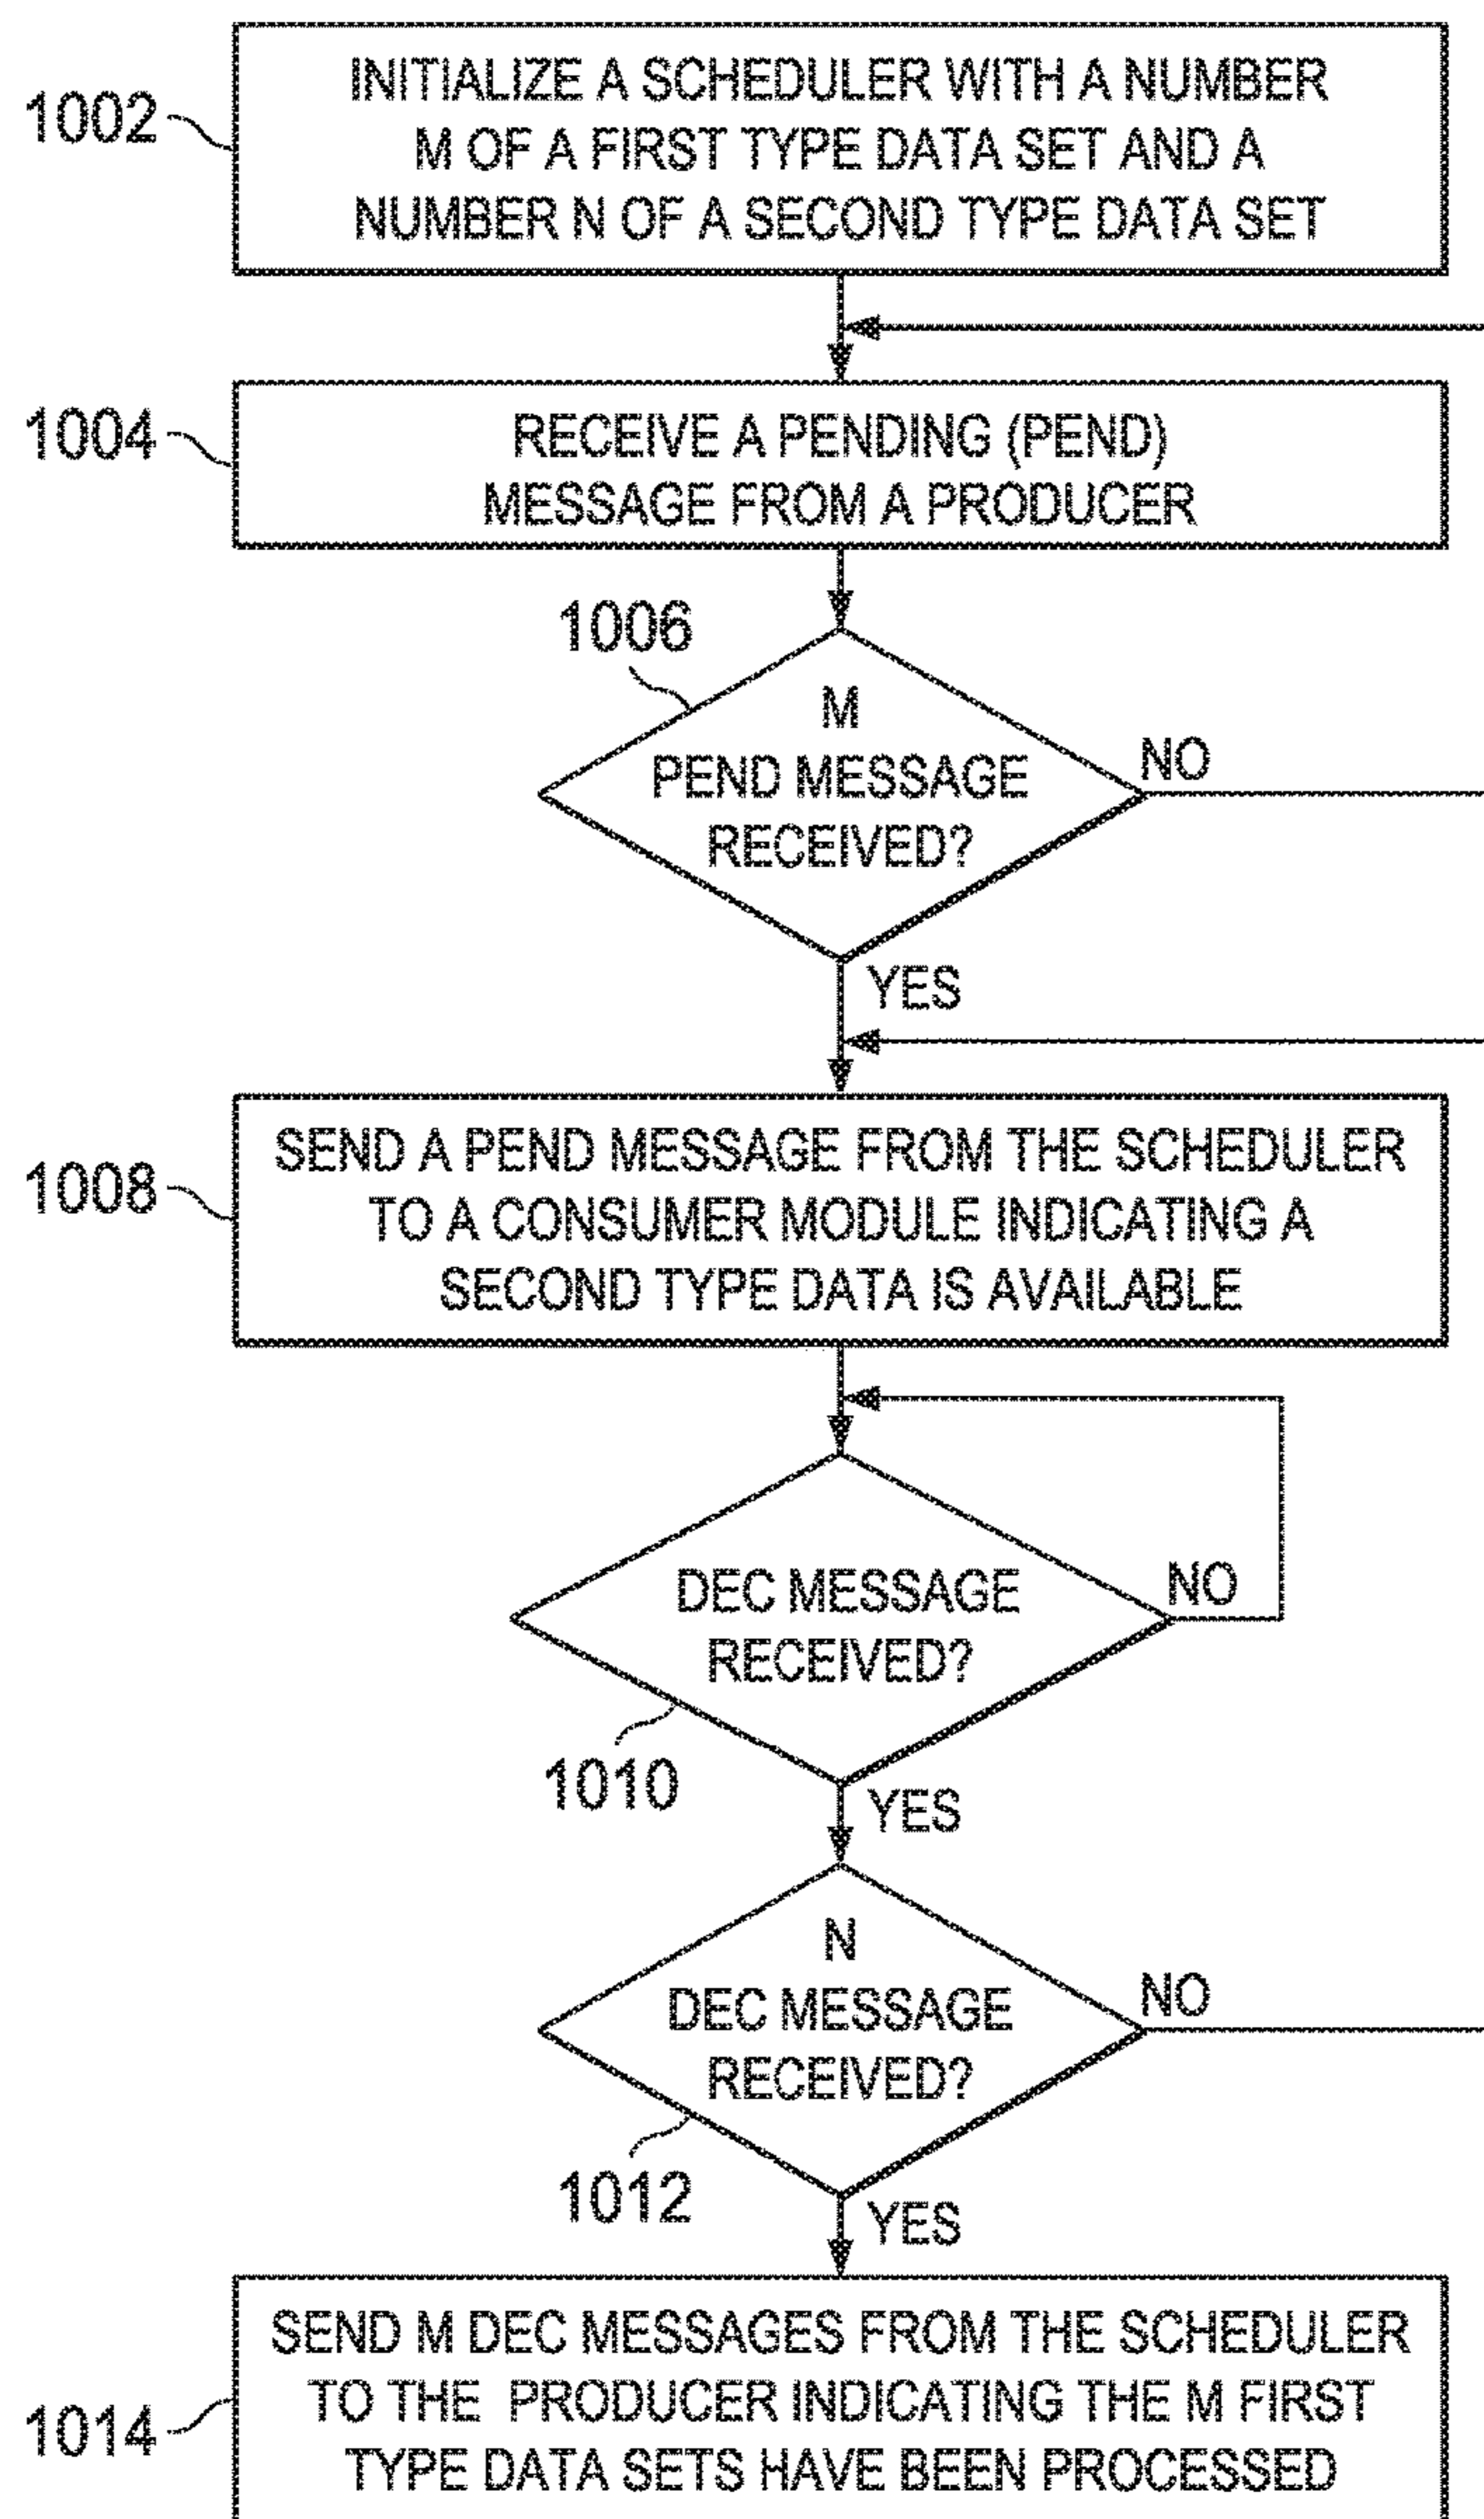 1002
INITIALIZE A SCHEDULER WITH A NUMBER
M OF A FIRST TYPE DATA SET AND A
NUMBER N OF A SECOND TYPE DATA SET
1004
RECEIVE A PENDING (PEND)
MESSAGE FROM A PRODUCER
1006
M
PEND MESSAGE
RECEIVED?
NO
YES
1008
SEND A PEND MESSAGE FROM THE SCHEDULER
TO A CONSUMER MODULE INDICATING A
SECOND TYPE DATA IS AVAILABLE
DEC MESSAGE
RECEIVED?
NO
1010
YES
N
DEC MESSAGE
RECEIVED?
NO
1012
YES
1014
SEND M DEC MESSAGES FROM THE SCHEDULER
TO THE PRODUCER INDICATING THE M FIRST
TYPE DATA SETS HAVE BEEN PROCESSED